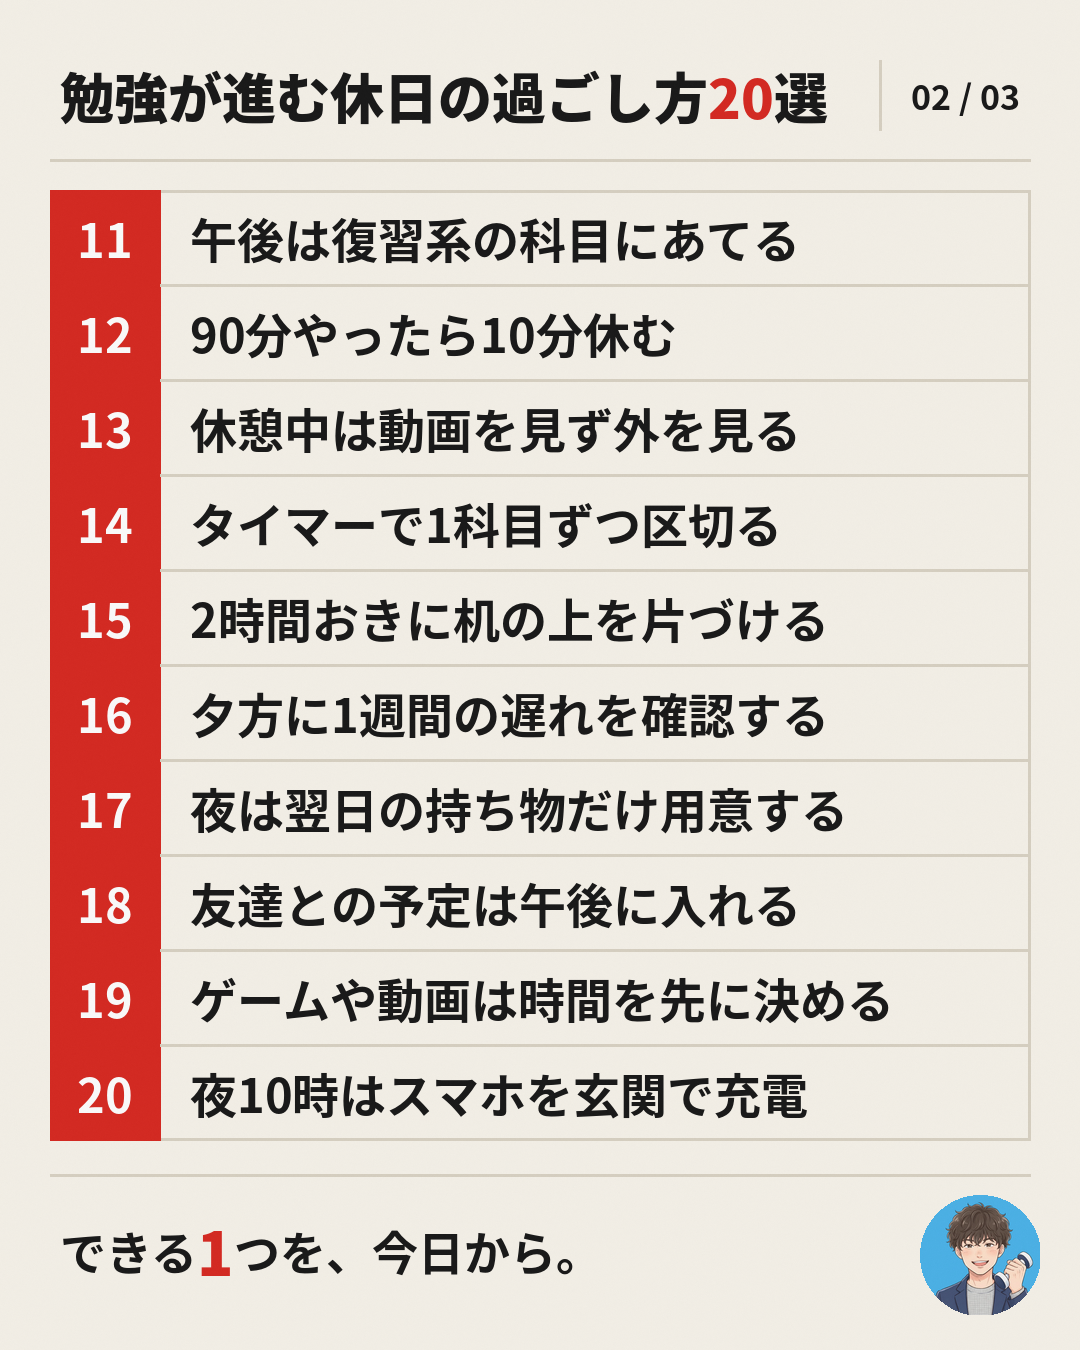 勉強が進む休日の過ごし方20選
02 / 03
11 午後は復習系の科目にあてる
12 90分やったら10分休む
13 休憩中は動画を見ず外を見る
14 タイマーで1科目ずつ区切る
15 2時間おきに机の上を片づける
16 夕方に1週間の遅れを確認する
17 夜は翌日の持ち物だけ用意する
18 友達との予定は午後に入れる
19 ゲームや動画は時間を先に決める
20 夜10時はスマホを玄関で充電
できる1つを、今日から。